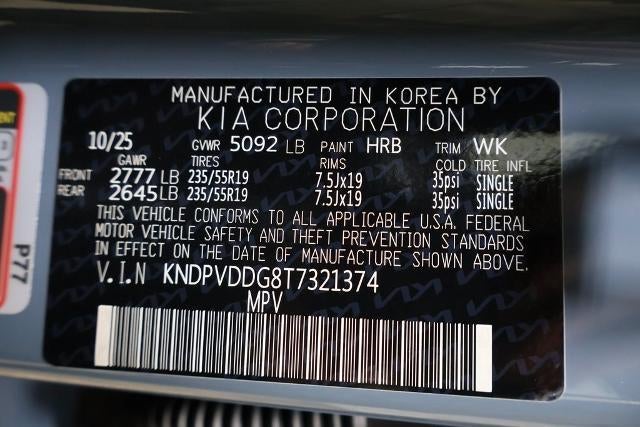 MANUFACTURED IN KOREA BY
KIA CORPORATION
10/25 GVWR 5092 LB PAINT HRB TRIM WK
GAWR TIRES RIMS COLD TIRE INFL
FRONT 2777 LB 235/55R19 7.5Jx19 35psi SINGLE
REAR 2645 LB 235/55R19 7.5Jx19 35psi SINGLE
THIS VEHICLE CONFORMS TO ALL APPLICABLE U.S.A. FEDERAL
MOTOR VEHICLE SAFETY AND THEFT PREVENTION STANDARDS
IN EFFECT ON THE DATE OF MANUFACTURE SHOWN ABOVE.
V.I.N KNDPVDDG8T7321374
MPV
P77